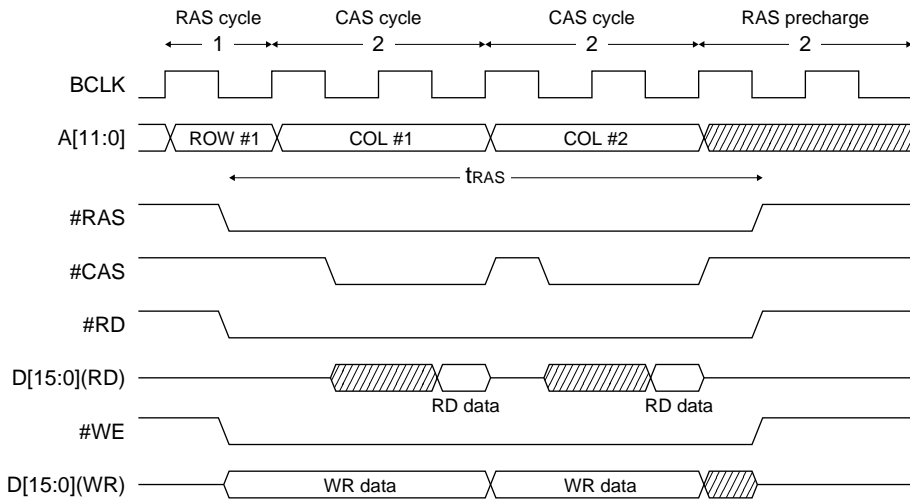 RAS cycle CAS cycle CAS cycle RAS precharge
1 2 2 2
BCLK
A[11:0] ROW #1 COL #1 COL #2
tRAS
#RAS
#CAS
#RD
D[15:0](RD)
RD data RD data
#WE
D[15:0](WR) WR data WR data